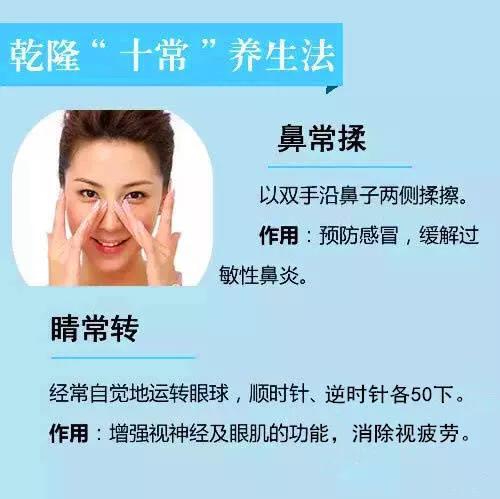 乾隆“十常”养生法
鼻常揉
以双手沿鼻子两侧揉擦。
作用：预防感冒，缓解过
敏性鼻炎。
睛常转
经常自觉地运转眼球，顺时针、逆时针各50下。
作用：增强视神经及眼肌的功能，消除视疲劳。